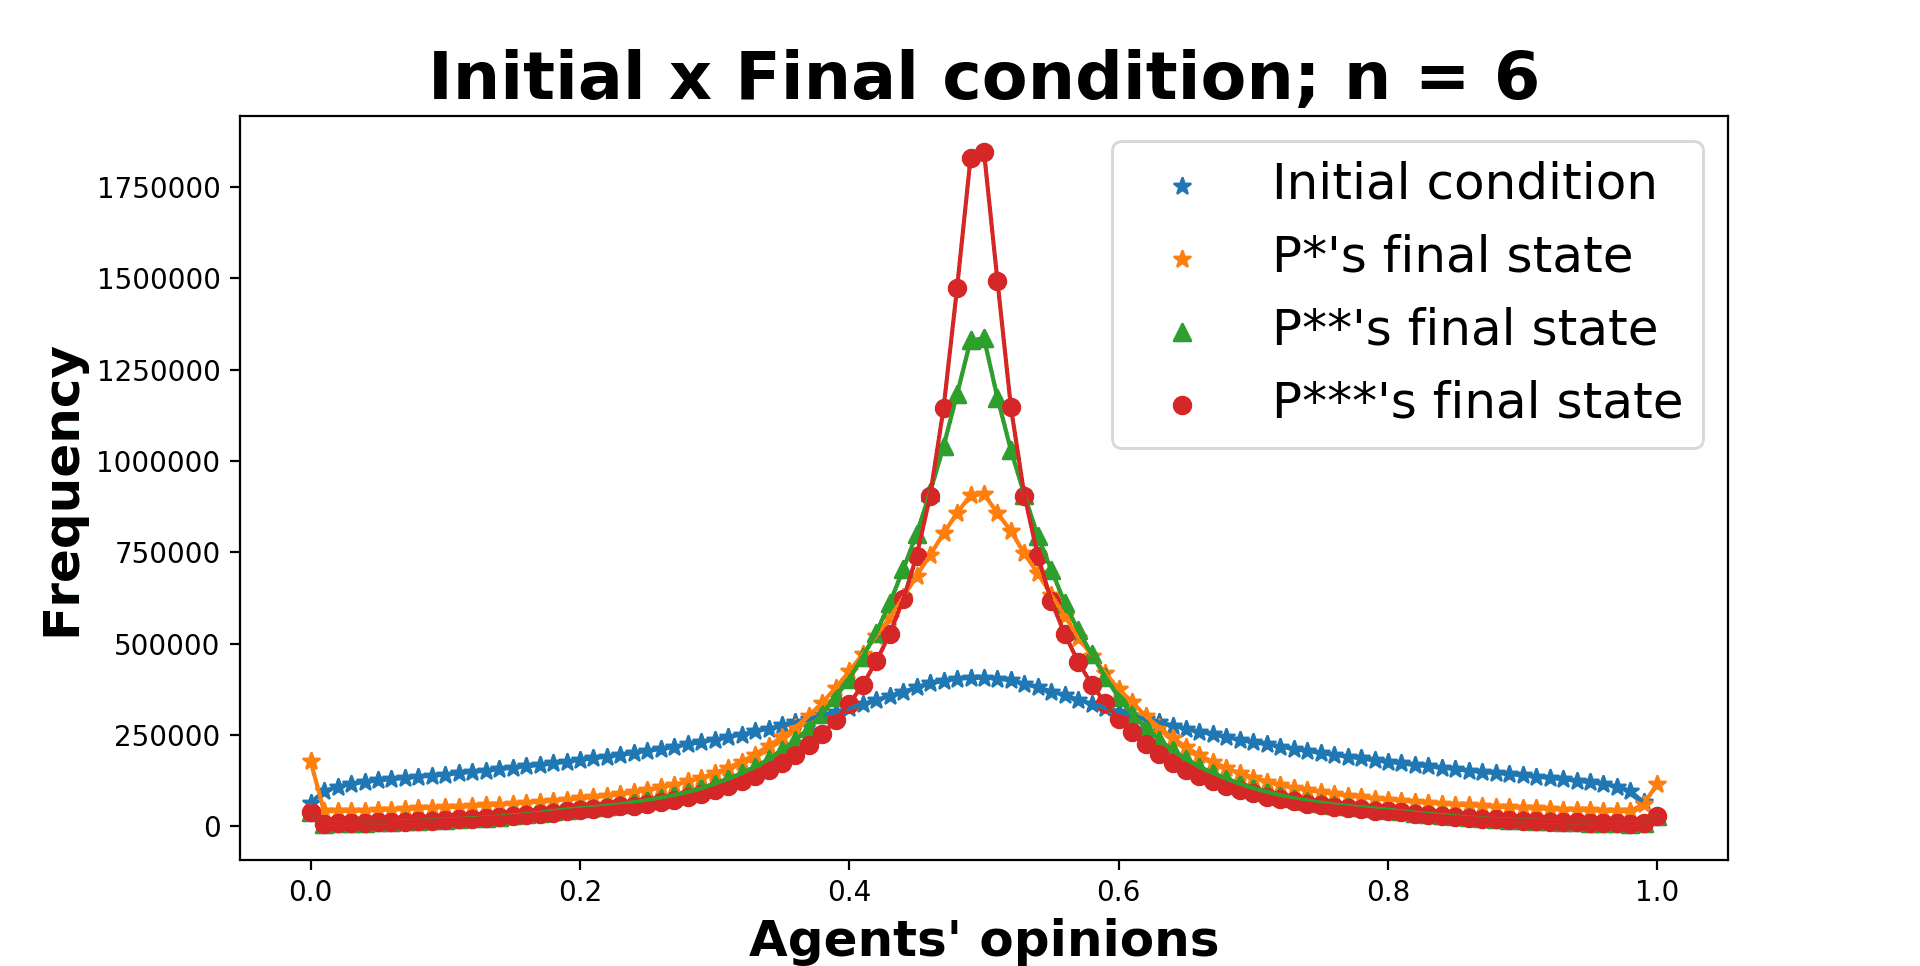 Initial x Final condition; n = 6
Initial condition
P*'s final state
P**'s final state
P***'s final state
Frequency
1750000
1500000
1250000
1000000
750000
500000
250000
0
0.0 0.2 0.4 0.6 0.8 1.0
Agents' opinions